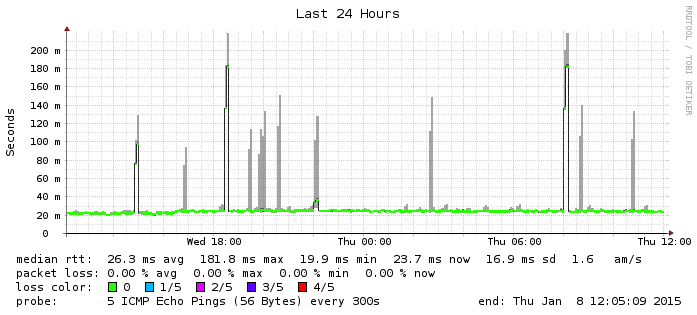 Last 24 Hours
RRDTOOL / TOBI OETIKER
Seconds
200 m
180 m
160 m
140 m
120 m
100 m
80 m
60 m
40 m
20 m
0
Wed 18:00 Thu 00:00 Thu 06:00 Thu 12:00
median rtt: 26.3 ms avg 181.8 ms max 19.9 ms min 23.7 ms now 16.9 ms sd 1.6 am/s
packet loss: 0.00 % avg 0.00 % max 0.00 % min 0.00 % now
loss color: 0 1/5 2/5 3/5 4/5
probe: 5 ICMP Echo Pings (56 Bytes) every 300s end: Thu Jan 8 12:05:09 2015